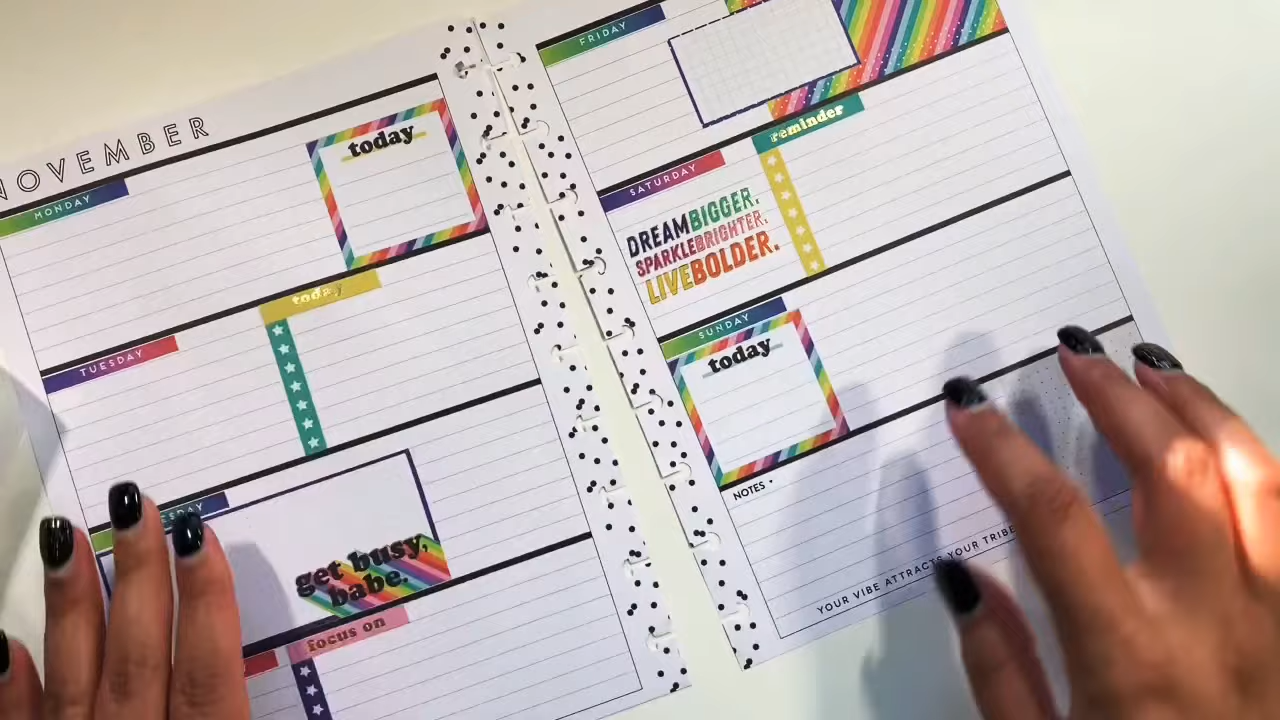 NOVEMBER
MONDAY
today
today
TUESDAY
get busy,
babe.
focus on
FRIDAY
reminder
SATURDAY
DREAMBIGGER.
SPARKLEBRIGHTER.
LIVEBOLDER.
SUNDAY
today
NOTES •
YOUR VIBE ATTRACTS YOUR TRIBE